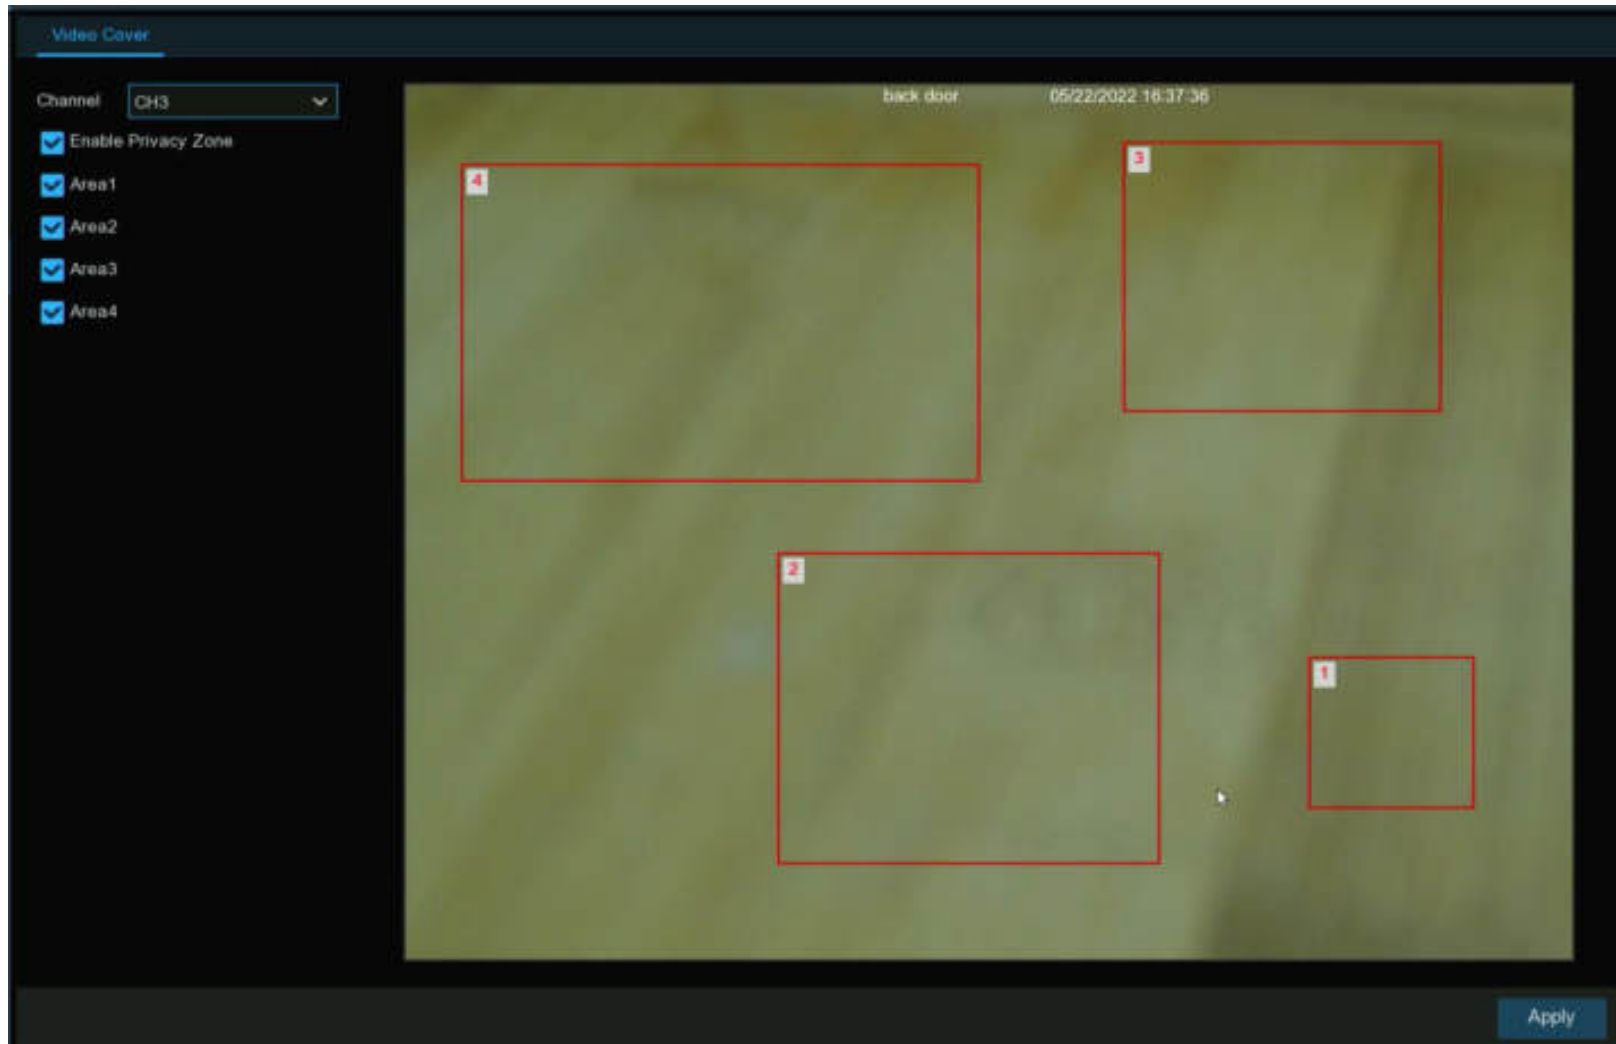 Video Cover
Channel CH3
back door 05/22/2022 16:37:36
Enable Privacy Zone
Area1
Area2
Area3
Area4
4
3
2
1
Apply